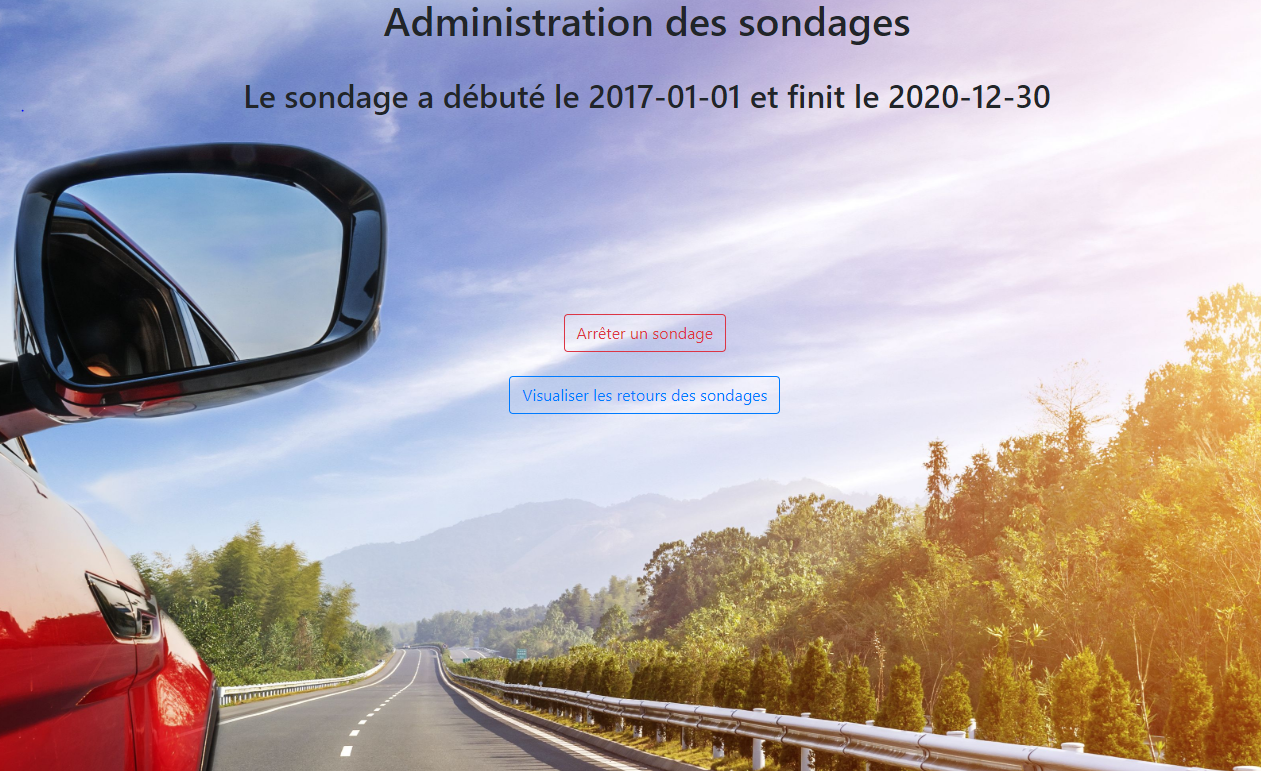 Administration des sondages
Le sondage a débuté le 2017-01-01 et finit le 2020-12-30
Arrêter un sondage
Visualiser les retours des sondages